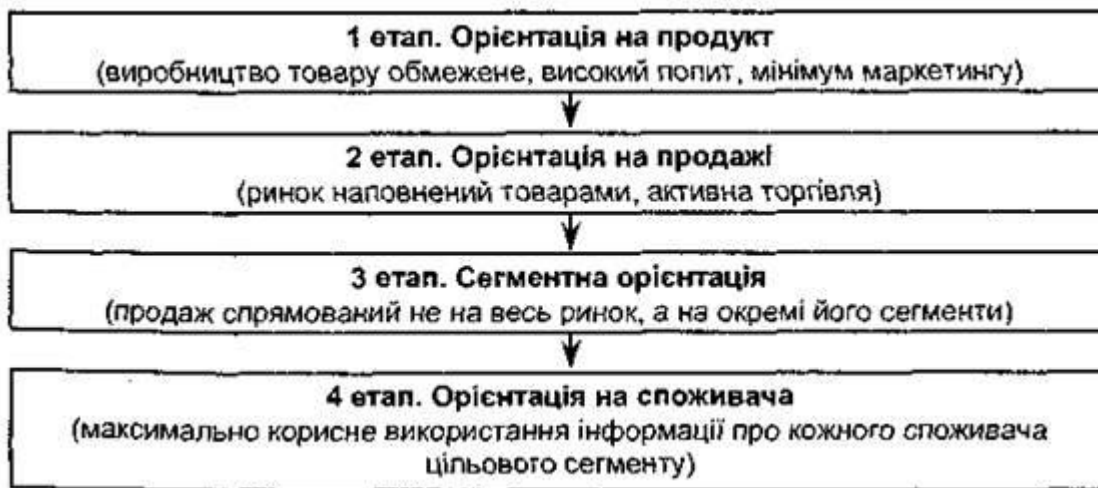 1 етап. Орієнтація на продукт
(виробництво товару обмежене, високий попит, мінімум маркетингу)
2 етап. Орієнтація на продажі
(ринок наповнений товарами, активна торгівля)
3 етап. Сегментна орієнтація
(продаж спрямований не на весь ринок, а на окремі його сегменти)
4 етап. Орієнтація на споживача
(максимально корисне використання інформації про кожного споживача
цільового сегменту)